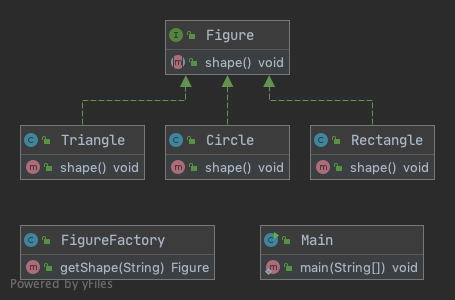 I Figure
m shape() void
C Triangle
m shape() void
C Circle
m shape() void
C Rectangle
m shape() void
C FigureFactory
m getShape(String) Figure
C Main
m main(String[]) void
Powered by yFiles